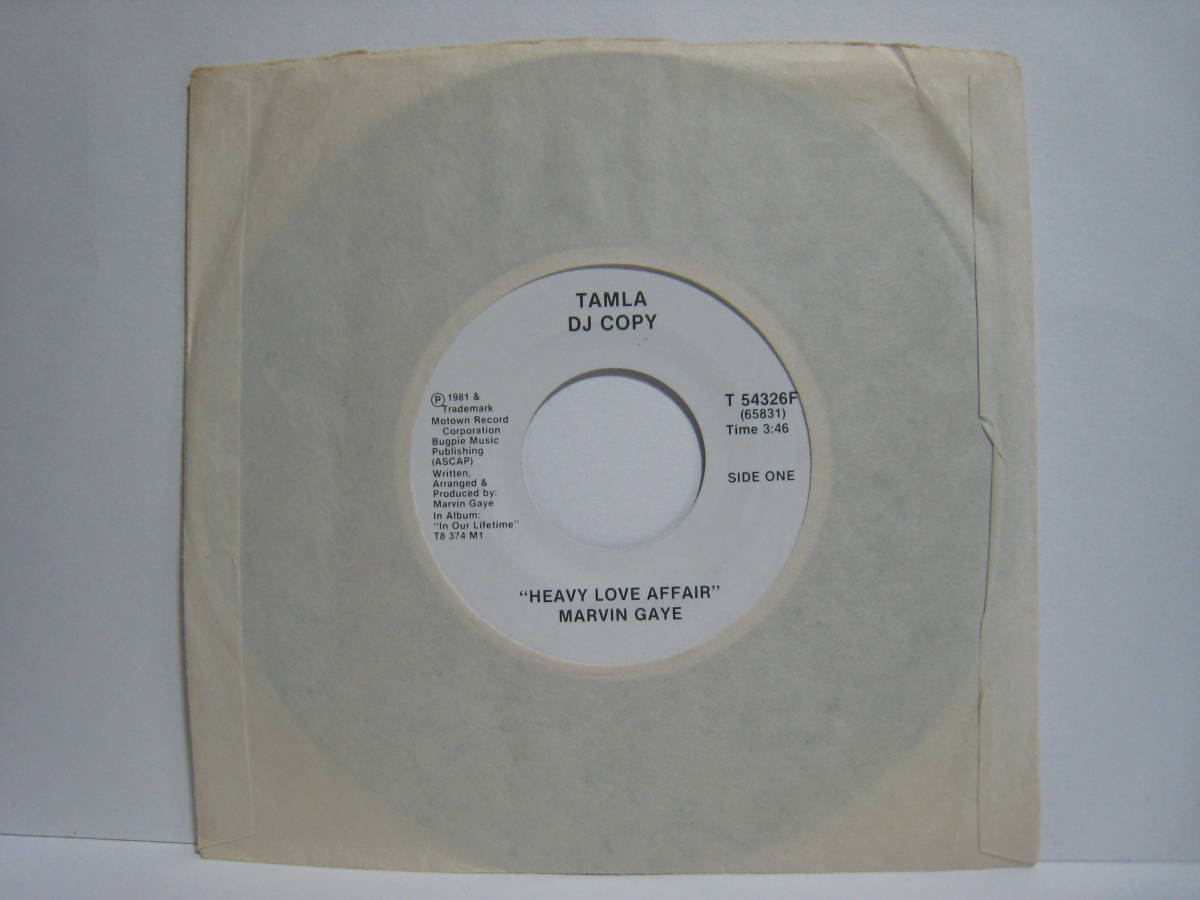 TAMLA
DJ COPY
Ⓟ 1981 &
Trademark
Motown Record
Corporation
Bugpie Music
Publishing
(ASCAP)
Written,
Arranged &
Produced by:
Marvin Gaye
In Album:
"In Our Lifetime"
T8 374 M1
T 54326F
(65831)
Time 3:46
SIDE ONE
"HEAVY LOVE AFFAIR"
MARVIN GAYE